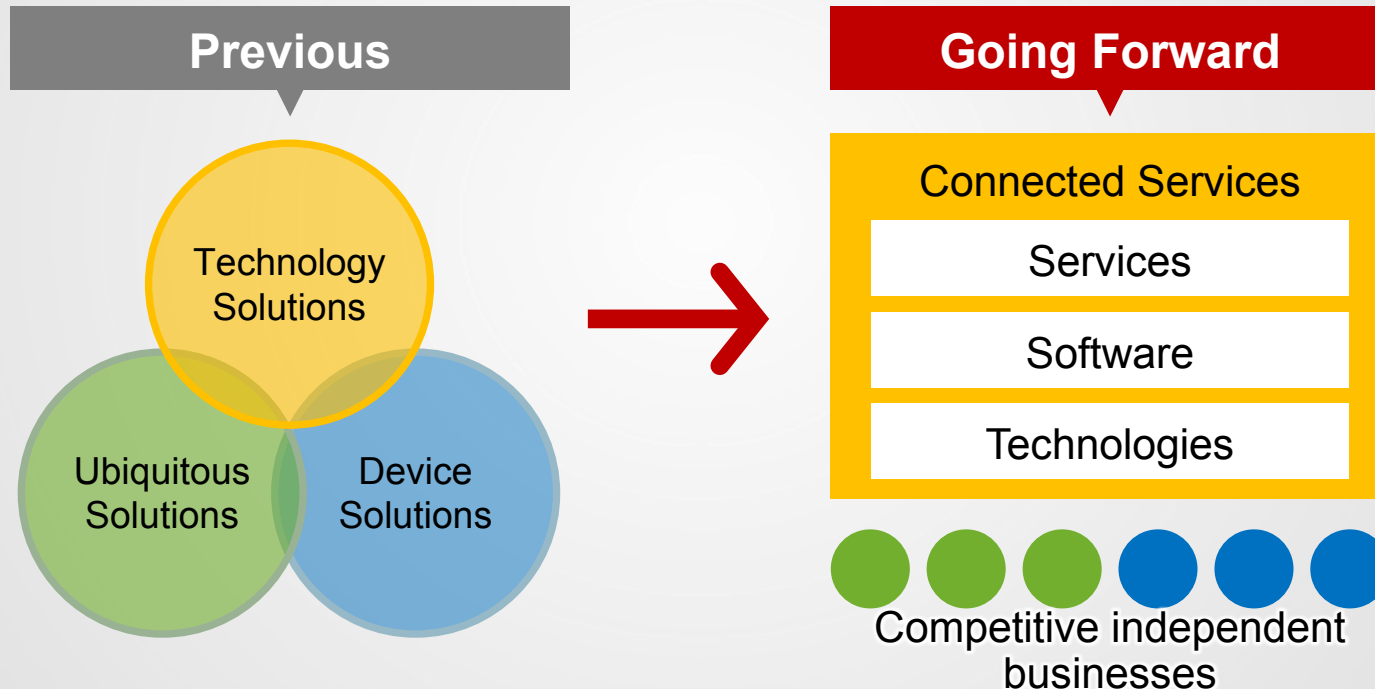 Previous
Technology
Solutions
Ubiquitous
Solutions
Device
Solutions
Going Forward
Connected Services
Services
Software
Technologies
Competitive independent
businesses